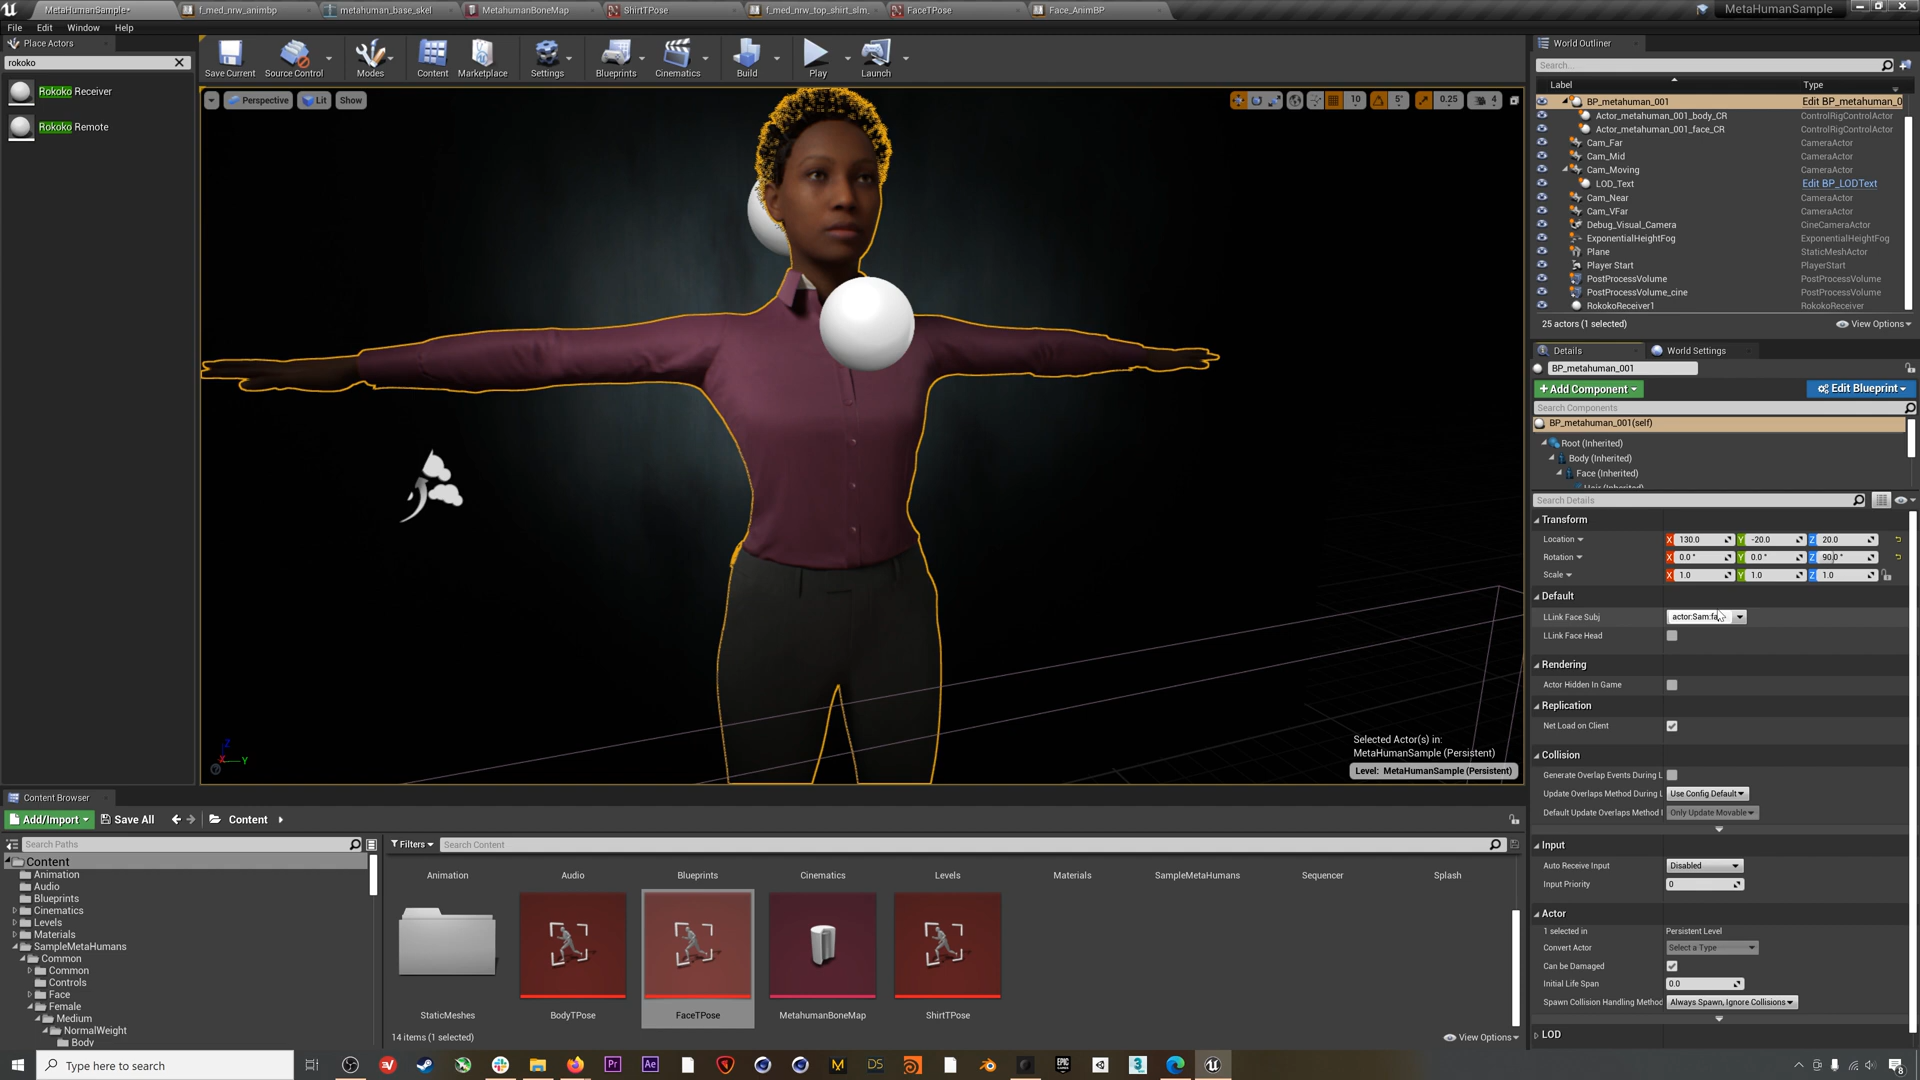 MetaHumanSample*
f_med_nrw_animbp
metahuman_base_skel
MetahumanBoneMap
ShirtTPose
f_med_nrw_top_shirt_slm_
FaceTPose
Face_AnimBP
MetaHumanSample
File Edit Window Help
Place Actors
rokoko
Rokoko Receiver
Rokoko Remote
Save Current
Source Control
Modes
Content
Marketplace
Settings
Blueprints
Cinematics
Build
Play
Launch
Perspective
Lit
Show
10
5°
0.25
4
Selected Actor(s) in:
MetaHumanSample (Persistent)
Level: MetaHumanSample (Persistent)
Z
X
Y
World Outliner
Search...
Label Type
BP_metahuman_001 Edit BP_metahuman_0
Actor_metahuman_001_body_CR ControlRigControlActor
Actor_metahuman_001_face_CR ControlRigControlActor
Cam_Far CameraActor
Cam_Mid CameraActor
Cam_Moving CameraActor
LOD_Text Edit BP_LODText
Cam_Near CameraActor
Cam_VFar CameraActor
Debug_Visual_Camera CineCameraActor
ExponentialHeightFog ExponentialHeightFog
Plane StaticMeshActor
Player Start PlayerStart
PostProcessVolume PostProcessVolume
PostProcessVolume_cine PostProcessVolume
RokokoReceiver1 RokokoReceiver
25 actors (1 selected)
View Options
Details
World Settings
BP_metahuman_001
+Add Component
Edit Blueprint
Search Components
BP_metahuman_001(self)
Root (Inherited)
Body (Inherited)
Face (Inherited)
Search Details
Transform
Location X 130.0 Y -20.0 Z 20.0
Rotation X 0.0° Y 0.0° Z 90.0°
Scale X 1.0 Y 1.0 Z 1.0
Default
LLink Face Subj actor:Sam:fa
LLink Face Head
Rendering
Actor Hidden In Game
Replication
Net Load on Client
Collision
Generate Overlap Events During L
Update Overlaps Method During L Use Config Default
Default Update Overlaps Method Only Update Movable
Input
Auto Receive Input Disabled
Input Priority 0
Actor
1 selected in Persistent Level
Convert Actor Select a Type
Can be Damaged
Initial Life Span 0.0
Spawn Collision Handling Method Always Spawn, Ignore Collisions
LOD
Content Browser
Add/Import
Save All
Content
Search Paths
Content
Animation
Audio
Blueprints
Cinematics
Levels
Materials
SampleMetaHumans
Common
Common
Controls
Face
Female
Medium
NormalWeight
Body
Filters
Search Content
Animation
Audio
Blueprints
Cinematics
Levels
Materials
SampleMetaHumans
Sequencer
Splash
StaticMeshes
BodyTPose
FaceTPose
MetahumanBoneMap
ShirtTPose
14 items (1 selected)
View Options
Type here to search
Pr
Ae
DS
EPIC GAMES
3
8